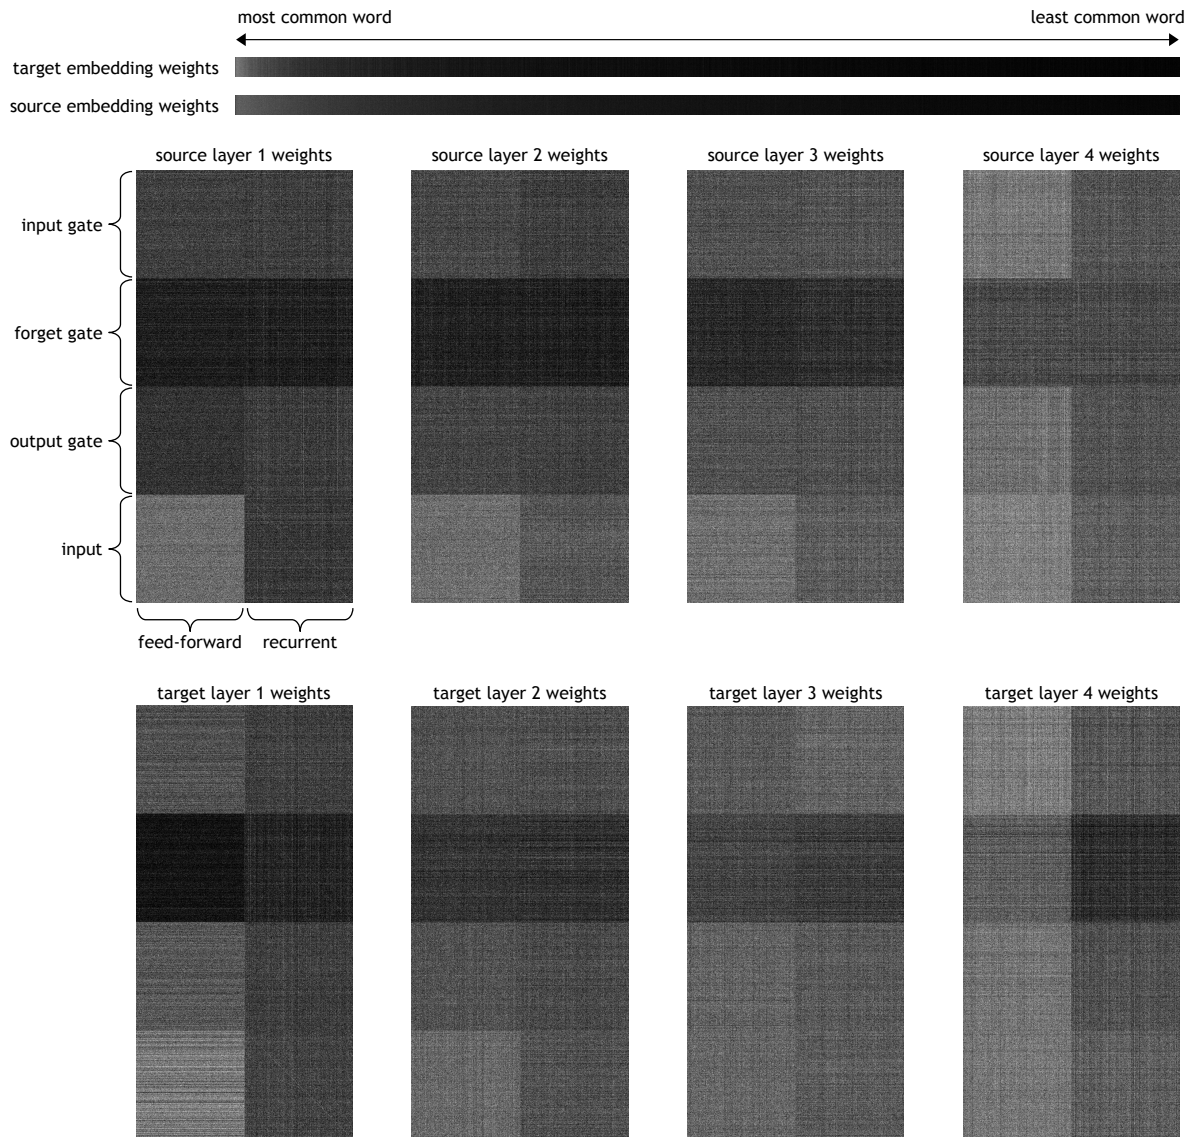 most common word
least common word
target embedding weights
source embedding weights
source layer 1 weights
source layer 2 weights
source layer 3 weights
source layer 4 weights
input gate
forget gate
output gate
input
feed-forward
recurrent
target layer 1 weights
target layer 2 weights
target layer 3 weights
target layer 4 weights